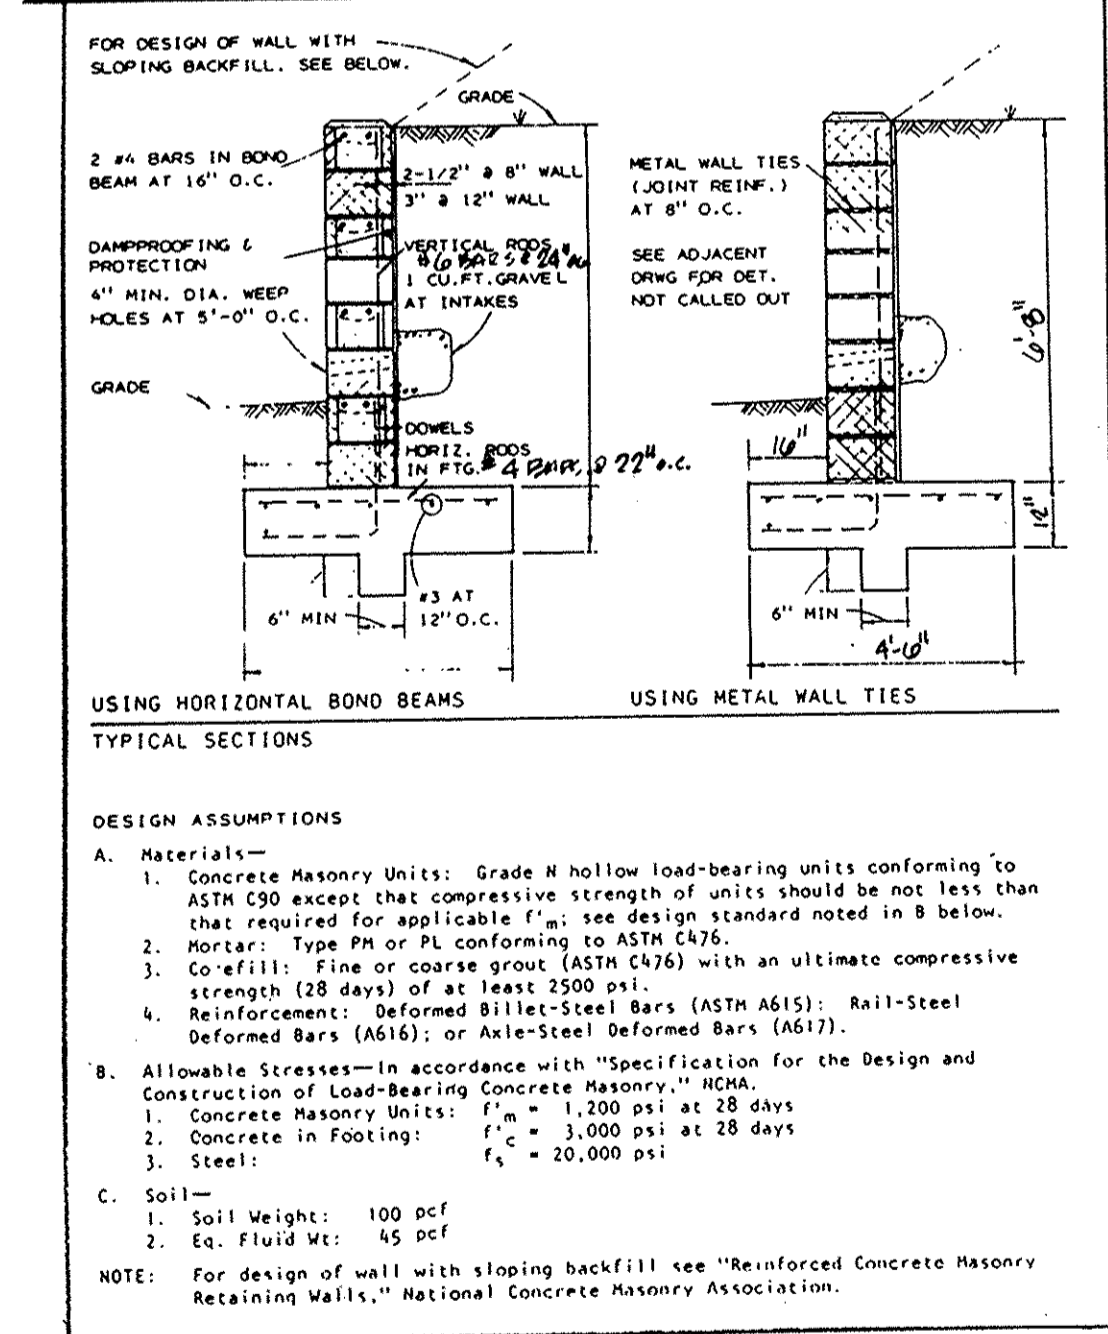 FOR DESIGN OF WALL WITH
SLOPING BACKFILL. SEE BELOW.
GRADE
2 #4 BARS IN BOND
BEAM AT 16" O.C.
2-1/2" @ 8" WALL
3" @ 12" WALL
DAMPPROOFING &
PROTECTION
VERTICAL RODS
#6 BARS @ 24" oc
1 CU.FT.GRAVEL
AT INTAKES
4" MIN. DIA. WEEP
HOLES AT 5'-0" O.C.
GRADE
DOWELS
HORIZ. RODS
IN FTG. #4 BARS @ 22" o.c.
#3 AT
12" O.C.
6" MIN
METAL WALL TIES
(JOINT REINF.)
AT 8" O.C.
SEE ADJACENT
DRWG FOR DET.
NOT CALLED OUT
6'-8"
16"
12"
6" MIN
4'-6"
USING HORIZONTAL BOND BEAMS
USING METAL WALL TIES
TYPICAL SECTIONS
DESIGN ASSUMPTIONS
A. Materials—
1. Concrete Masonry Units: Grade N hollow load-bearing units conforming to
ASTM C90 except that compressive strength of units should be not less than
that required for applicable f'm; see design standard noted in B below.
2. Mortar: Type PM or PL conforming to ASTM C476.
3. Corefill: Fine or coarse grout (ASTM C476) with an ultimate compressive
strength (28 days) of at least 2500 psi.
4. Reinforcement: Deformed Billet-Steel Bars (ASTM A615): Rail-Steel
Deformed Bars (A616); or Axle-Steel Deformed Bars (A617).
B. Allowable Stresses—In accordance with "Specification for the Design and
Construction of Load-Bearing Concrete Masonry," NCMA.
1. Concrete Masonry Units: f'm = 1,200 psi at 28 days
2. Concrete in Footing: f'c = 3,000 psi at 28 days
3. Steel: fs = 20,000 psi
C. Soil—
1. Soil Weight: 100 pcf
2. Eq. Fluid Wt: 45 pcf
NOTE: For design of wall with sloping backfill see "Reinforced Concrete Masonry
Retaining Walls," National Concrete Masonry Association.